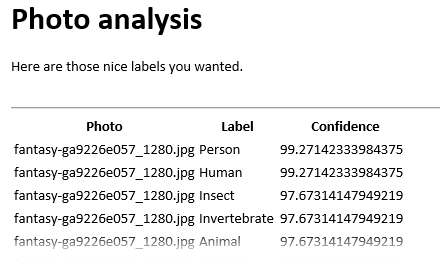 Photo analysis
Here are those nice labels you wanted.
Photo Label Confidence
fantasy-ga9226e057_1280.jpg Person 99.27142333984375
fantasy-ga9226e057_1280.jpg Human 99.27142333984375
fantasy-ga9226e057_1280.jpg Insect 97.67314147949219
fantasy-ga9226e057_1280.jpg Invertebrate 97.67314147949219
fantasy-ga9226e057_1280.jpg Animal 97.67314147949219